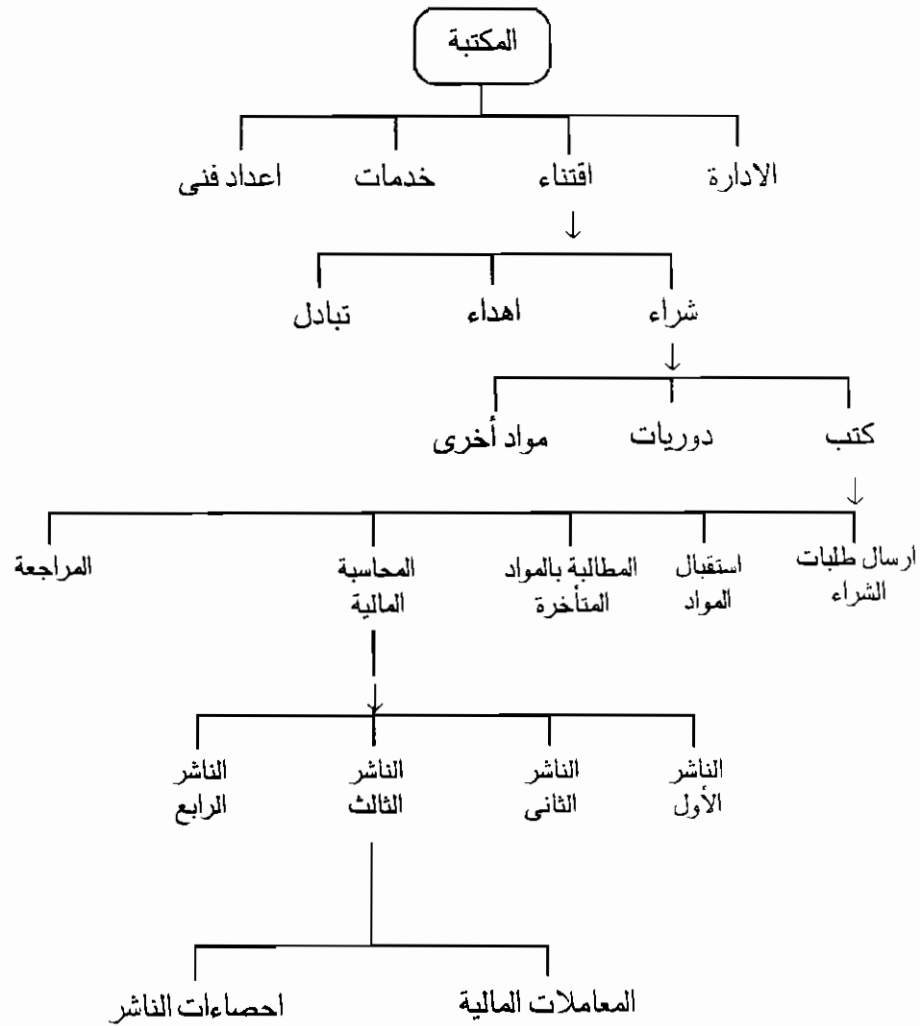 المكتبة
الادارة
اقتناء
خدمات
اعداد فنى
شراء
اهداء
تبادل
كتب
دوريات
مواد أخرى
ارسال طلبات
الشراء
استقبال
المواد
المطالبة بالمواد
المتأخرة
المحاسبة
المالية
المراجعة
الناشر
الأول
الناشر
الثانى
الناشر
الثالث
الناشر
الرابع
المعاملات المالية
احصاءات الناشر